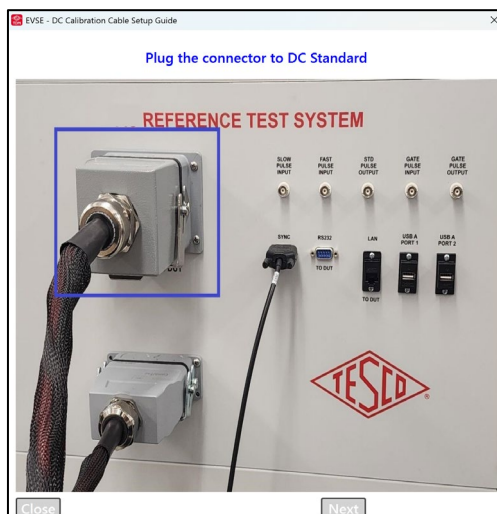 EVSE - DC Calibration Cable Setup Guide
Plug the connector to DC Standard
REFERENCE TEST SYSTEM
SLOW PULSE INPUT
FAST PULSE INPUT
STD PULSE OUTPUT
GATE PULSE INPUT
GATE PULSE OUTPUT
SYNC
RS232
LAN
USB A PORT 1
USB A PORT 2
TO DUT
TO DUT
OUT
TESCO
Close
Next